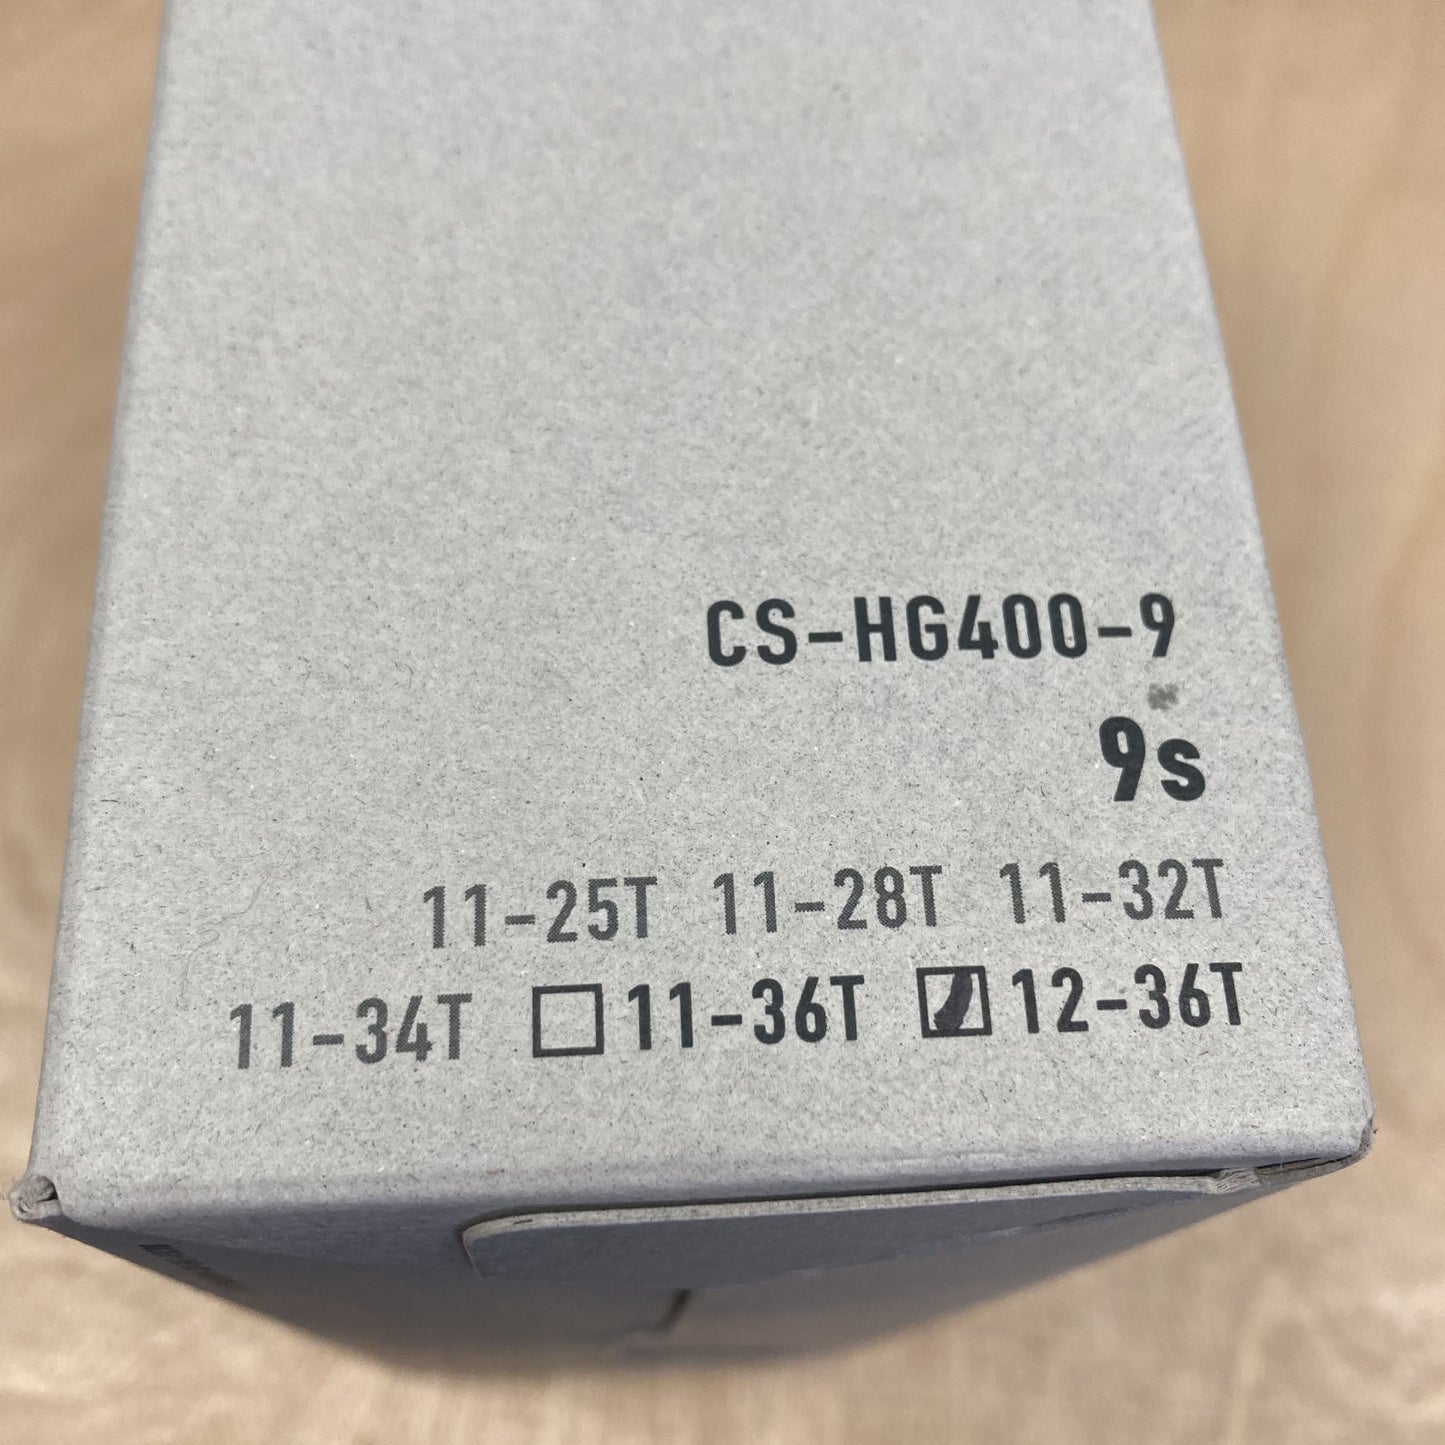 CS-HG400-9
9s
11-25T 11-28T 11-32T
11-34T 11-36T 12-36T